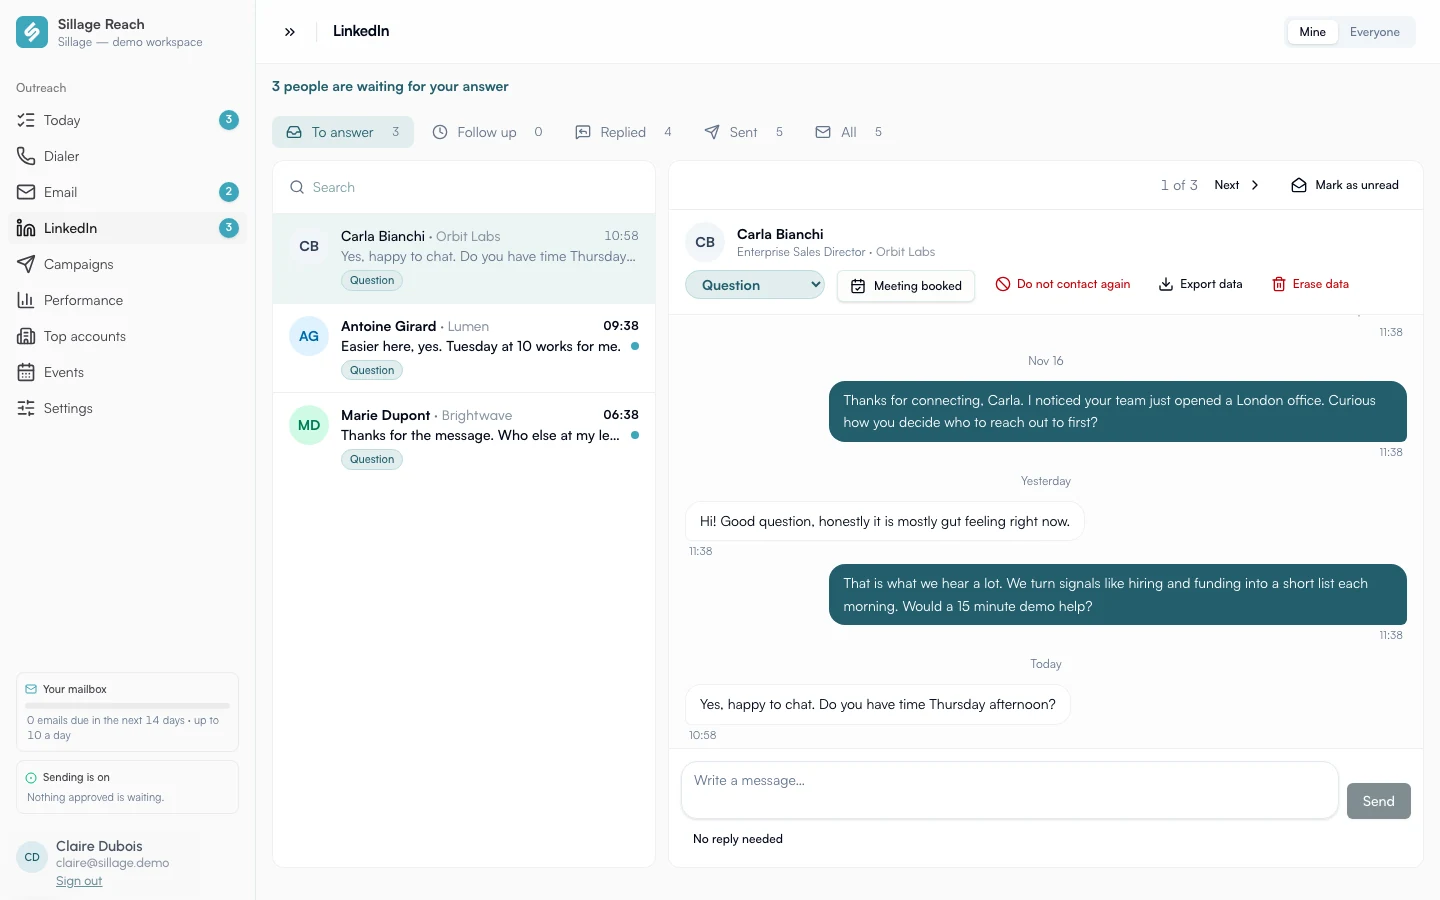 Sillage Reach
Sillage — demo workspace
Outreach
Today 3
Dialer
Email 2
LinkedIn 3
Campaigns
Performance
Top accounts
Events
Settings
Your mailbox
0 emails due in the next 14 days · up to
10 a day
Sending is on
Nothing approved is waiting.
CD
Claire Dubois
claire@sillage.demo
Sign out
LinkedIn
Mine
Everyone
3 people are waiting for your answer
To answer 3
Follow up 0
Replied 4
Sent 5
All 5
Search
CB
Carla Bianchi · Orbit Labs 10:58
Yes, happy to chat. Do you have time Thursday...
Question
AG
Antoine Girard · Lumen 09:38
Easier here, yes. Tuesday at 10 works for me.
Question
MD
Marie Dupont · Brightwave 06:38
Thanks for the message. Who else at my le...
Question
1 of 3
Next
Mark as unread
CB
Carla Bianchi
Enterprise Sales Director · Orbit Labs
Question
Meeting booked
Do not contact again
Export data
Erase data
11:38
Nov 16
Thanks for connecting, Carla. I noticed your team just opened a London office. Curious
how you decide who to reach out to first?
11:38
Yesterday
Hi! Good question, honestly it is mostly gut feeling right now.
11:38
That is what we hear a lot. We turn signals like hiring and funding into a short list each
morning. Would a 15 minute demo help?
11:38
Today
Yes, happy to chat. Do you have time Thursday afternoon?
10:58
Write a message...
Send
No reply needed